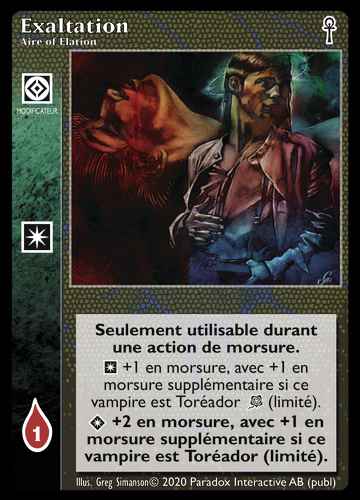 Exaltation
Aire of Elation
MODIFICATEUR
Seulement utilisable durant
une action de morsure.
+1 en morsure, avec +1 en
morsure supplémentaire si ce
vampire est Toréador (limité).
+2 en morsure, avec +1 en
morsure supplémentaire si ce
vampire est Toréador (limité).
1
Illus. Greg Simanson © 2020 Paradox Interactive AB (publ)